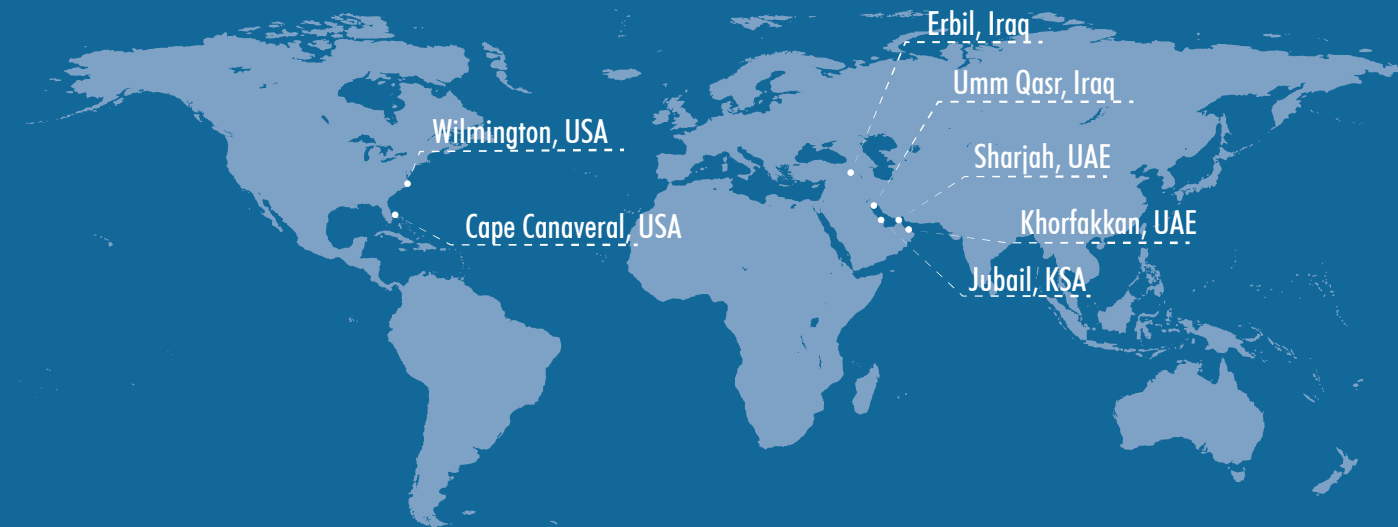 Erbil, Iraq
Umm Qasr, Iraq
Wilmington, USA
Sharjah, UAE
Cape Canaveral, USA
Khorfakkan, UAE
Jubail, KSA